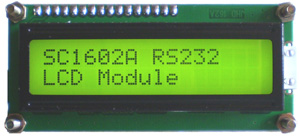 SC1602A RS232
LCD Module